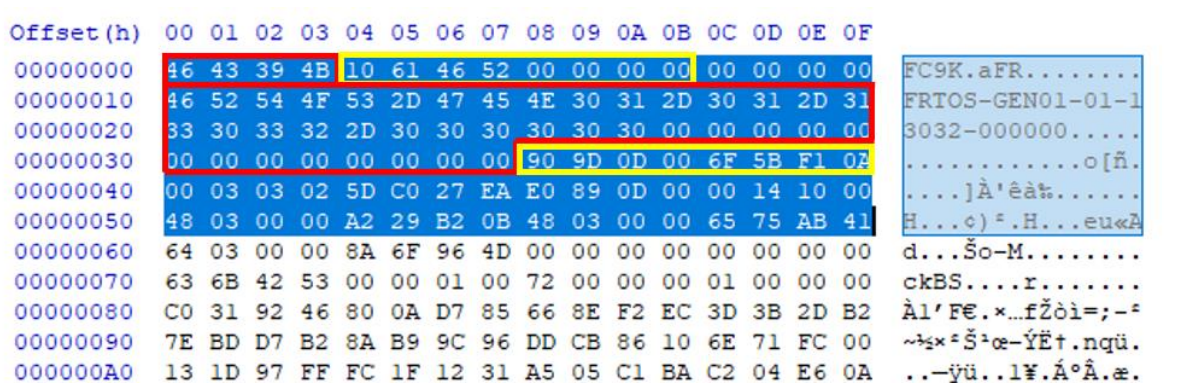 Offset(h) 00 01 02 03 04 05 06 07 08 09 0A 0B 0C 0D 0E 0F
00000000 46 43 39 4B 10 61 46 52 00 00 00 00 00 00 00 00 FC9K.aFR........
00000010 46 52 54 4F 53 2D 47 45 4E 30 31 2D 30 31 2D 31 FRTOS-GEN01-01-1
00000020 33 30 33 32 2D 30 30 30 30 30 30 00 00 00 00 00 3032-000000.....
00000030 00 00 00 00 00 00 00 00 90 9D 0D 00 6F 5B F1 0A ............o[ñ.
00000040 00 03 03 02 5D C0 27 EA E0 89 0D 00 00 14 10 00 ....]À'êà‰......
00000050 48 03 00 00 A2 29 B2 0B 48 03 00 00 65 75 AB 41 H...¢)².H...eu«A
00000060 64 03 00 00 8A 6F 96 4D 00 00 00 00 00 00 00 00 d...Šo–M........
00000070 63 6B 42 53 00 00 01 00 72 00 00 00 01 00 00 00 ckBS....r.......
00000080 C0 31 92 46 80 0A D7 85 66 8E F2 EC 3D 3B 2D B2 À1’F€.×…fŽòì=;-²
00000090 7E BD D7 B2 8A B9 9C 96 DD CB 86 10 6E 71 FC 00 ~½×²Š¹œ–ÝË†.nqü.
000000A0 13 1D 97 FF FC 1F 12 31 A5 05 C1 BA C2 04 E6 0A ..—ÿü..1¥.ÁºÂ.æ.